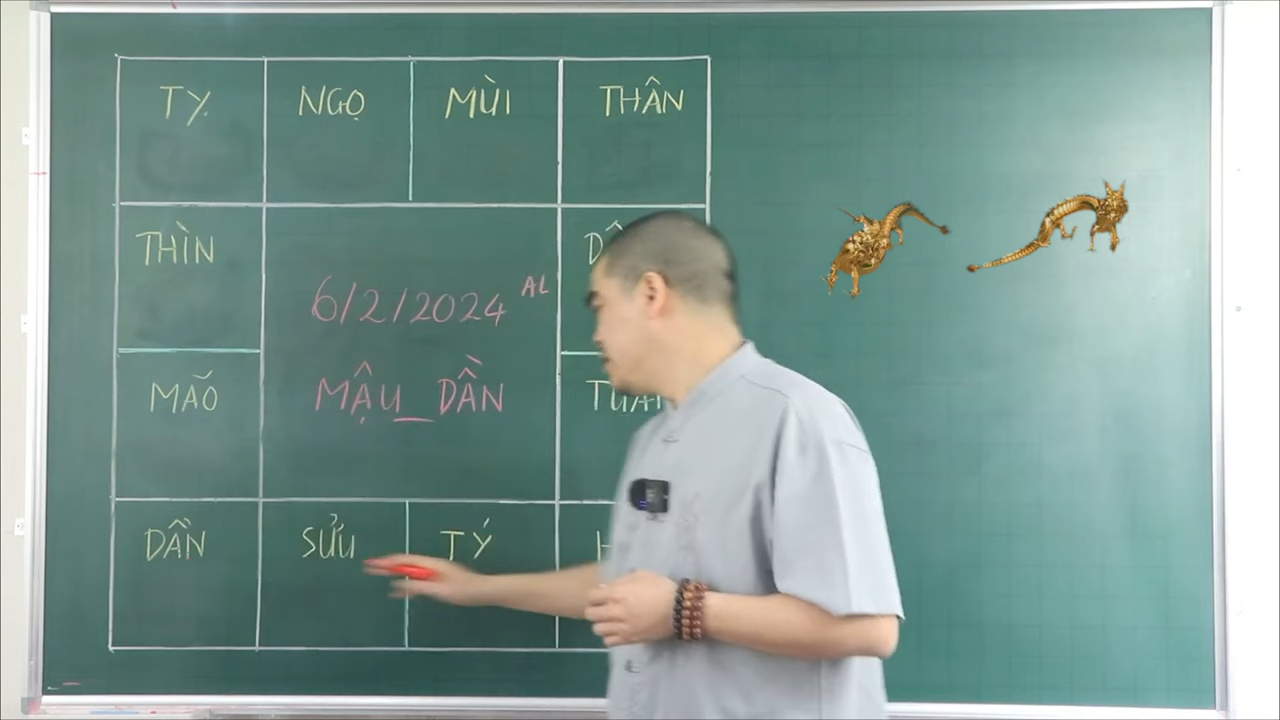 TỴ NGỌ MÙI THÂN
THÌN
6/2/2024 AL
MẬU_DẦN
MÃO
DẦN SỬU TÝ